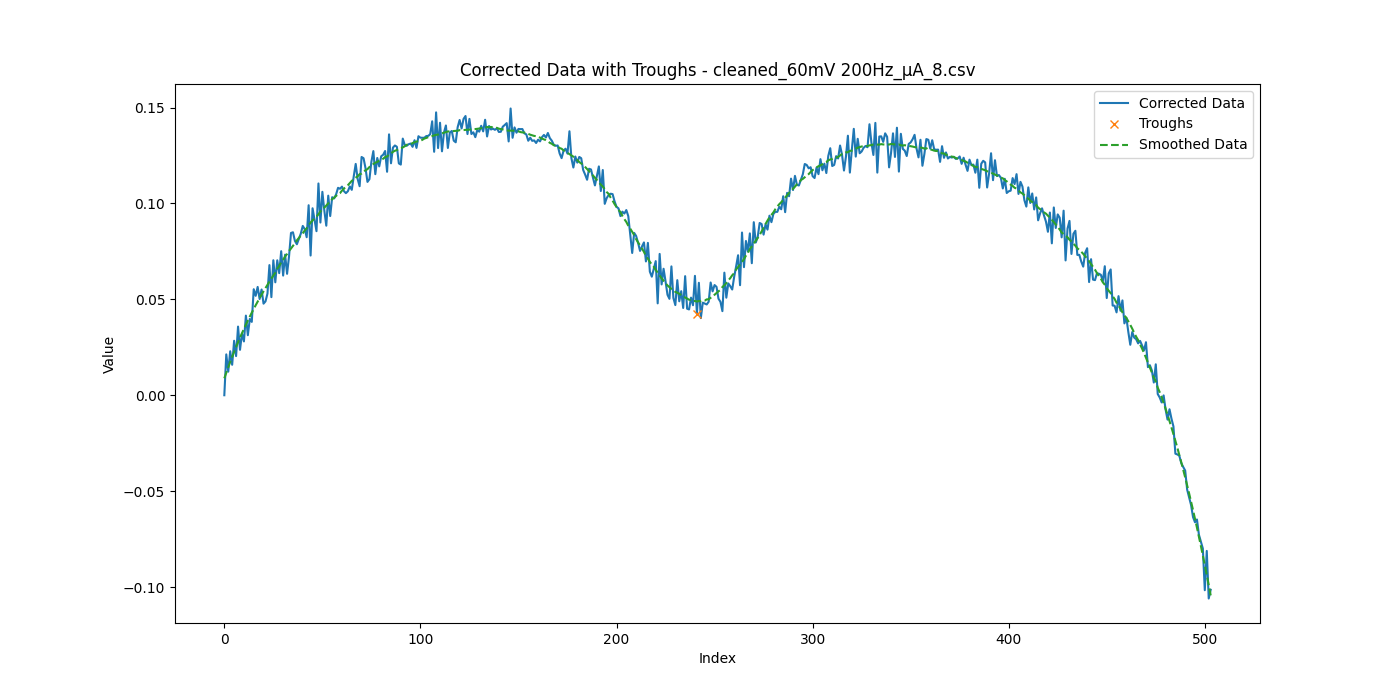 Corrected Data with Troughs - cleaned_60mV 200Hz_μA_8.csv
Corrected Data
Troughs
Smoothed Data
0.15
0.10
0.05
0.00
−0.05
−0.10
Value
0 100 200 300 400 500
Index